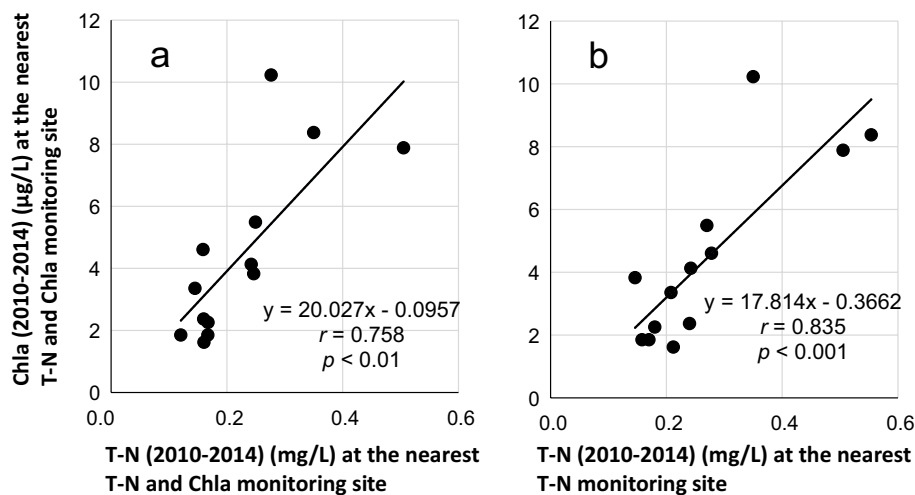 Chla (2010-2014) (µg/L) at the nearest
T-N and Chla monitoring site
12
10
8
6
4
2
0
a
y = 20.027x - 0.0957
r = 0.758
p < 0.01
0.0 0.2 0.4 0.6
T-N (2010-2014) (mg/L) at the nearest
T-N and Chla monitoring site
12
10
8
6
4
2
0
b
y = 17.814x - 0.3662
r = 0.835
p < 0.001
0.0 0.2 0.4 0.6
T-N (2010-2014) (mg/L) at the nearest
T-N monitoring site